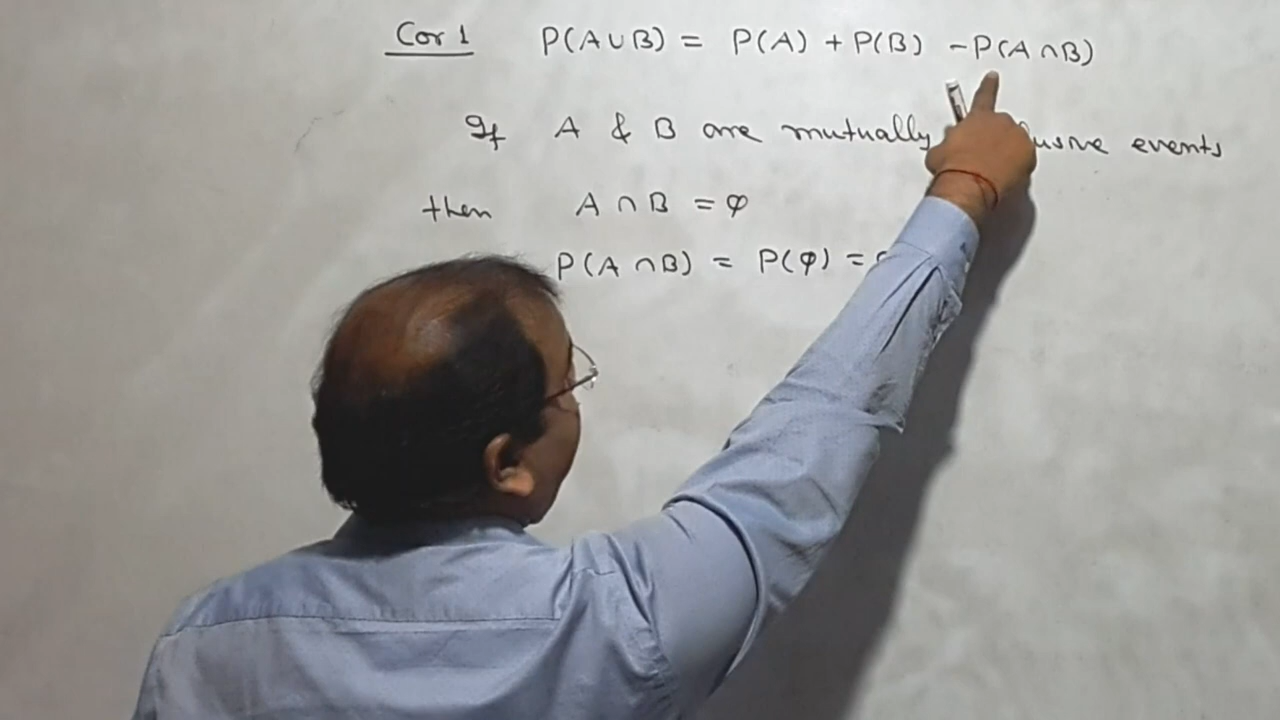 Cor 1 P(A∪B) = P(A) + P(B) - P(A∩B)
If A & B are mutually events
then A ∩ B = φ
P(A∩B) = P(φ) =